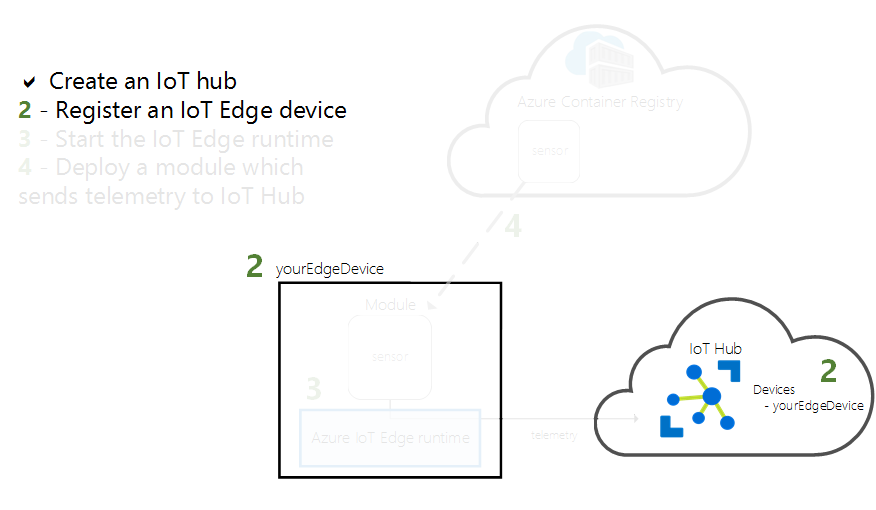 ✔ Create an IoT hub
2 - Register an IoT Edge device
3 - Start the IoT Edge runtime
4 - Deploy a module which
sends telemetry to IoT Hub
Azure Container Registry
sensor
4
2 yourEdgeDevice
Module
sensor
3
Azure IoT Edge runtime
telemetry
IoT Hub
2
Devices
- yourEdgeDevice